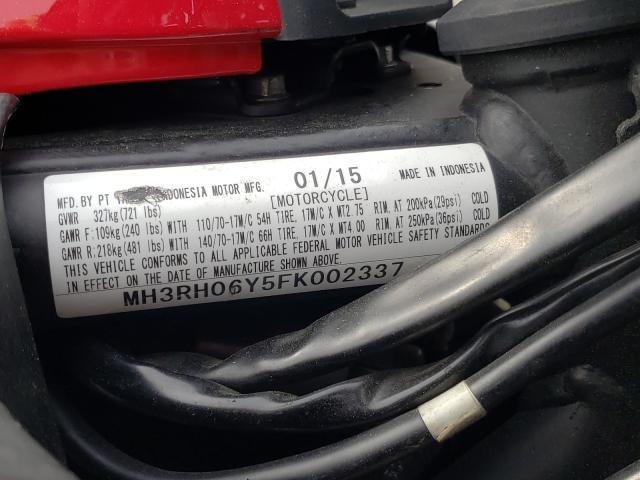 MFD. BY PT INDONESIA MOTOR MFG. 01/15 MADE IN INDONESIA
GVWR 327kg(721 lbs) [MOTORCYCLE]
GAWR F:109kg(240 lbs) WITH 110/70-17M/C 54H TIRE. 17M/C X MT2.75 RIM. AT 200kPa(29psi) COLD
GAWR R:218kg(481 lbs) WITH 140/70-17M/C 66H TIRE. 17M/C X MT4.00 RIM. AT 250kPa(36psi) COLD
THIS VEHICLE CONFORMS TO ALL APPLICABLE FEDERAL MOTOR VEHICLE SAFETY STANDARDS
IN EFFECT ON THE DATE OF MANUFACTURE SHOWN ABOVE.
MH3RH06Y5FK002337